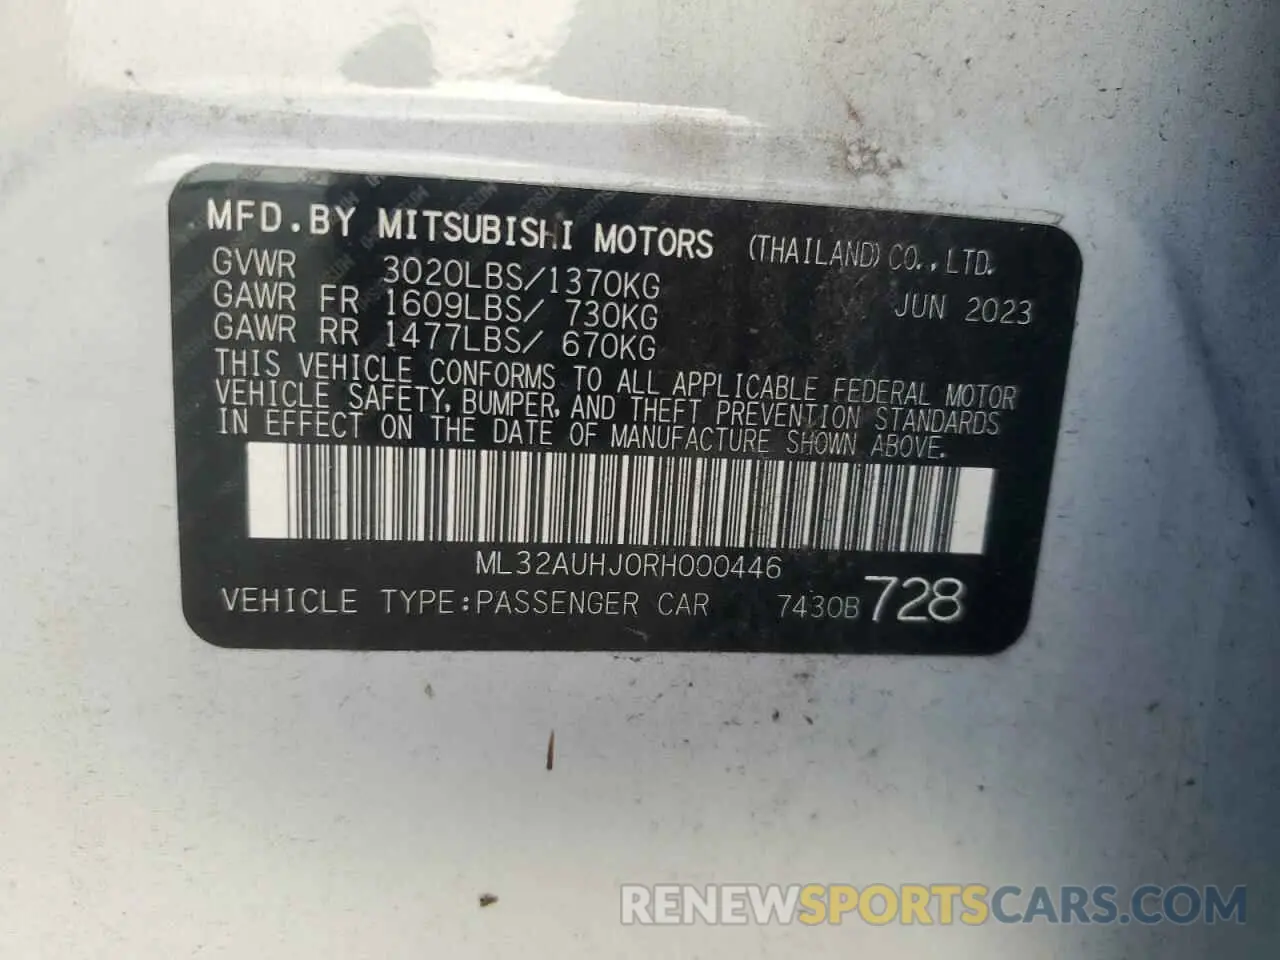 MFD.BY MITSUBISHI MOTORS (THAILAND) CO., LTD.
GVWR 3020LBS/1370KG JUN 2023
GAWR FR 1609LBS/ 730KG
GAWR RR 1477LBS/ 670KG
THIS VEHICLE CONFORMS TO ALL APPLICABLE FEDERAL MOTOR
VEHICLE SAFETY, BUMPER, AND THEFT PREVENTION STANDARDS
IN EFFECT ON THE DATE OF MANUFACTURE SHOWN ABOVE.
ML32AUHJ0RH000446
VEHICLE TYPE:PASSENGER CAR 7430B 728
RENEWSPORTSCARS.COM